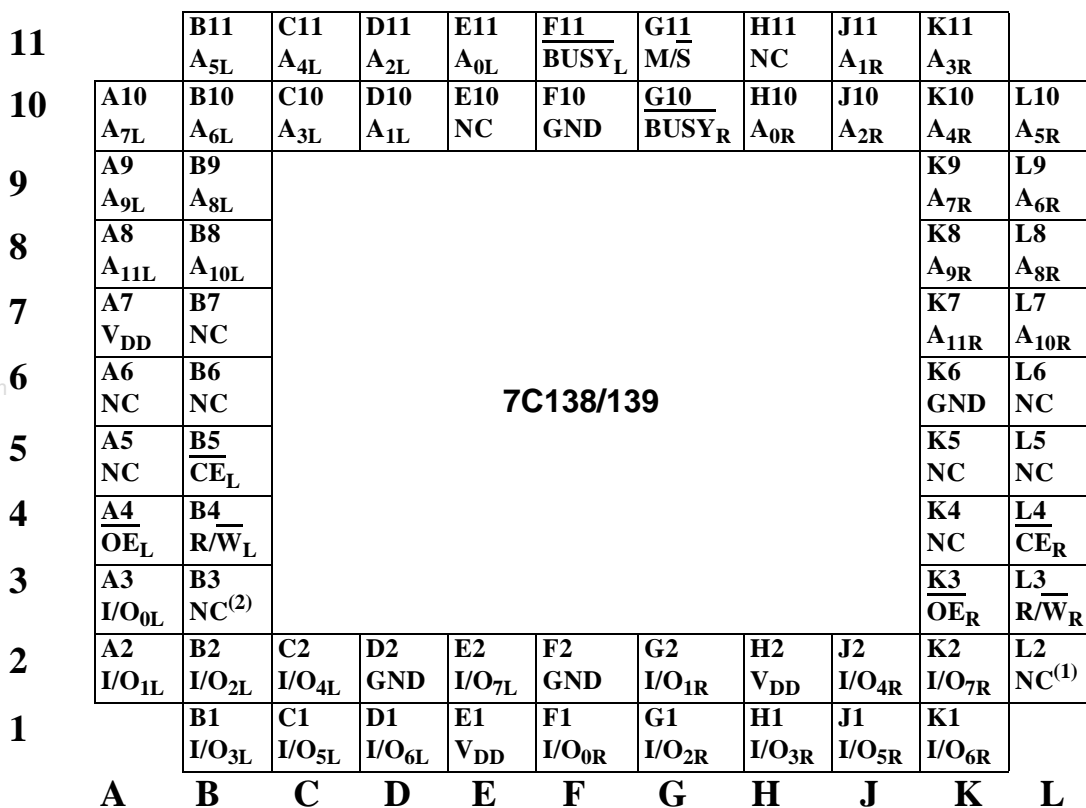 11 B11 C11 D11 E11 F11 G11 H11 J11 K11
A5L A4L A2L A0L BUSYL M/S NC A1R A3R
10 A10 B10 C10 D10 E10 F10 G10 H10 J10 K10 L10
A7L A6L A3L A1L NC GND BUSYR A0R A2R A4R A5R
9 A9 B9 K9 L9
A9L A8L A7R A6R
8 A8 B8 K8 L8
A11L A10L A9R A8R
7 A7 B7 K7 L7
VDD NC A11R A10R
6 A6 B6 K6 L6
NC NC 7C138/139 GND NC
5 A5 B5 K5 L5
NC CEL NC NC
4 A4 B4 K4 L4
OEL R/WL NC CER
3 A3 B3 K3 L3
I/O0L NC(2) OER R/WR
2 A2 B2 C2 D2 E2 F2 G2 H2 J2 K2 L2
I/O1L I/O2L I/O4L GND I/O7L GND I/O1R VDD I/O4R I/O7R NC(1)
1 B1 C1 D1 E1 F1 G1 H1 J1 K1
I/O3L I/O5L I/O6L VDD I/O0R I/O2R I/O3R I/O5R I/O6R
A B C D E F G H J K L